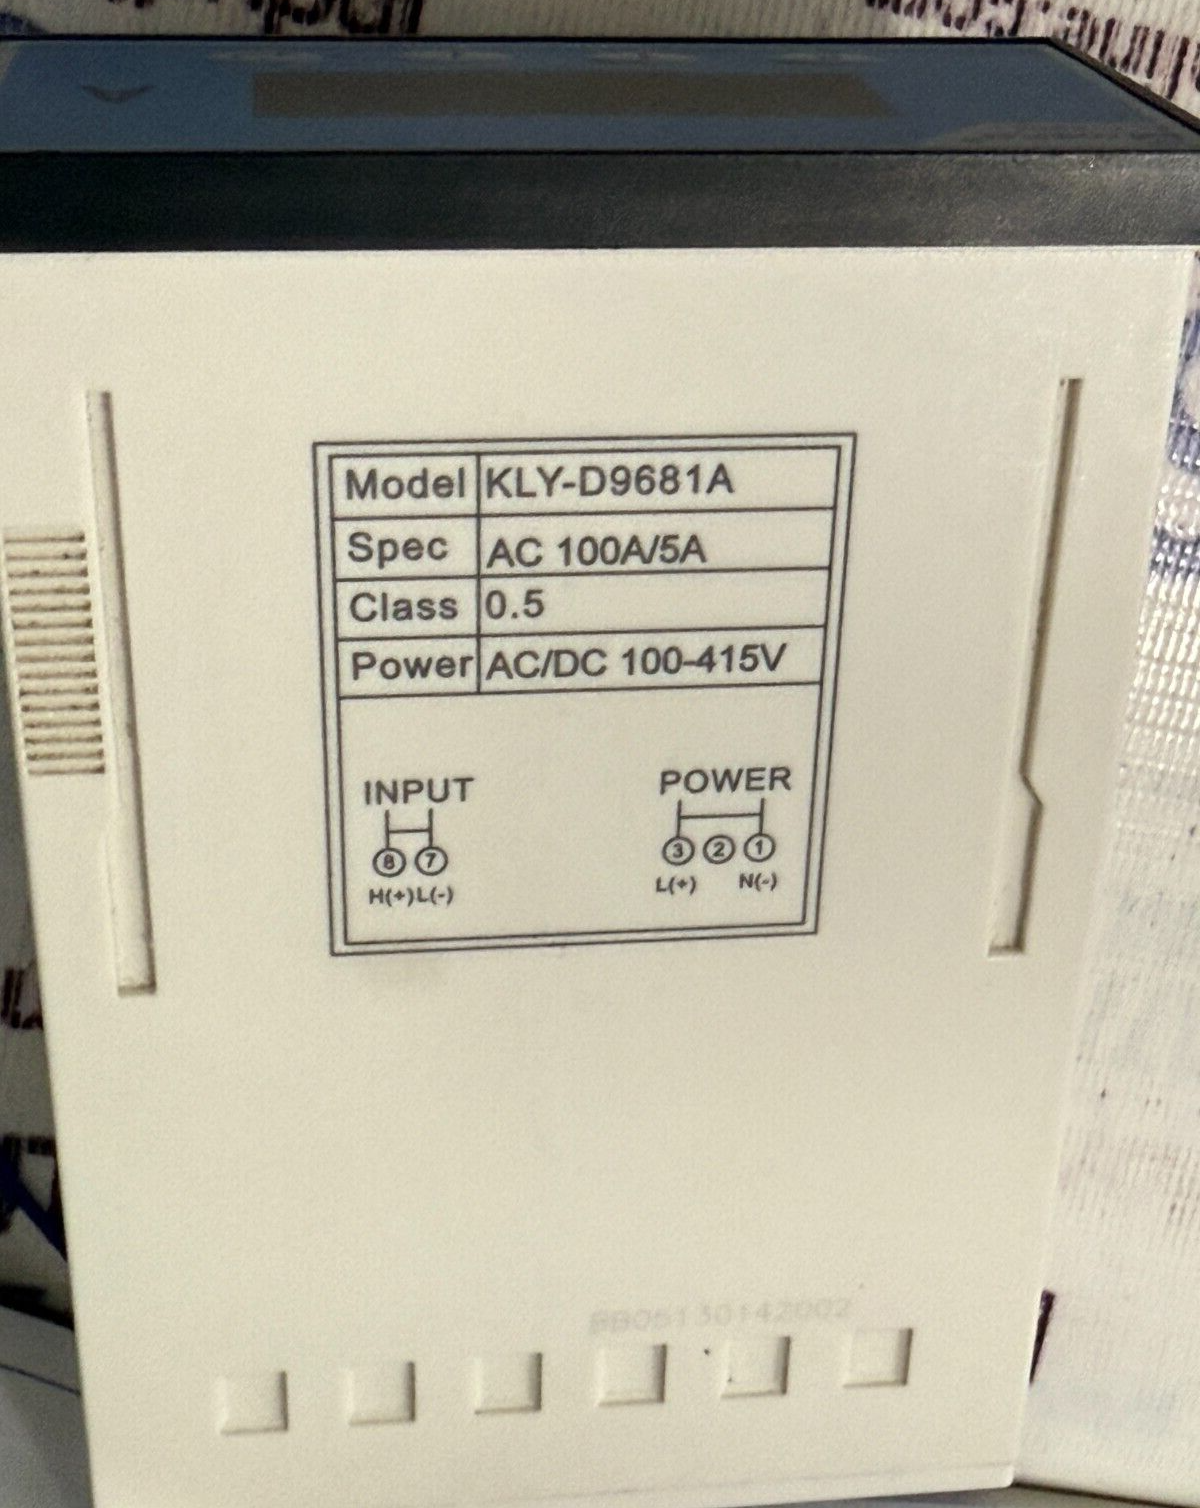 Model KLY-D9681A
Spec AC 100A/5A
Class 0.5
Power AC/DC 100-415V
INPUT POWER
8 7 3 2 1
H(+) L(-) L(+) N(-)